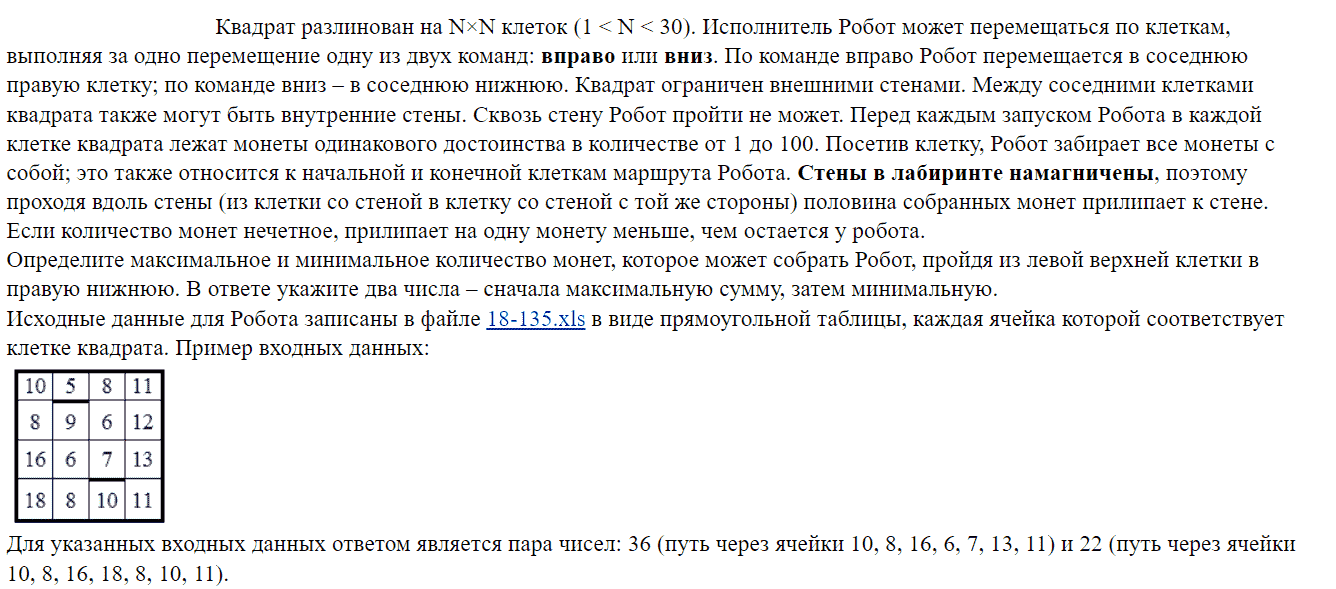 Квадрат разлинован на N×N клеток (1 < N < 30). Исполнитель Робот может перемещаться по клеткам,
выполняя за одно перемещение одну из двух команд: вправо или вниз. По команде вправо Робот перемещается в соседнюю
правую клетку; по команде вниз – в соседнюю нижнюю. Квадрат ограничен внешними стенами. Между соседними клетками
квадрата также могут быть внутренние стены. Сквозь стену Робот пройти не может. Перед каждым запуском Робота в каждой
клетке квадрата лежат монеты одинакового достоинства в количестве от 1 до 100. Посетив клетку, Робот забирает все монеты с
собой; это также относится к начальной и конечной клеткам маршрута Робота. Стены в лабиринте намагничены, поэтому
проходя вдоль стены (из клетки со стеной в клетку со стеной с той же стороны) половина собранных монет прилипает к стене.
Если количество монет нечетное, прилипает на одну монету меньше, чем остается у робота.
Определите максимальное и минимальное количество монет, которое может собрать Робот, пройдя из левой верхней клетки в
правую нижнюю. В ответе укажите два числа – сначала максимальную сумму, затем минимальную.
Исходные данные для Робота записаны в файле 18-135.xls в виде прямоугольной таблицы, каждая ячейка которой соответствует
клетке квадрата. Пример входных данных:
10 5 8 11
8 9 6 12
16 6 7 13
18 8 10 11
Для указанных входных данных ответом является пара чисел: 36 (путь через ячейки 10, 8, 16, 6, 7, 13, 11) и 22 (путь через ячейки
10, 8, 16, 18, 8, 10, 11).